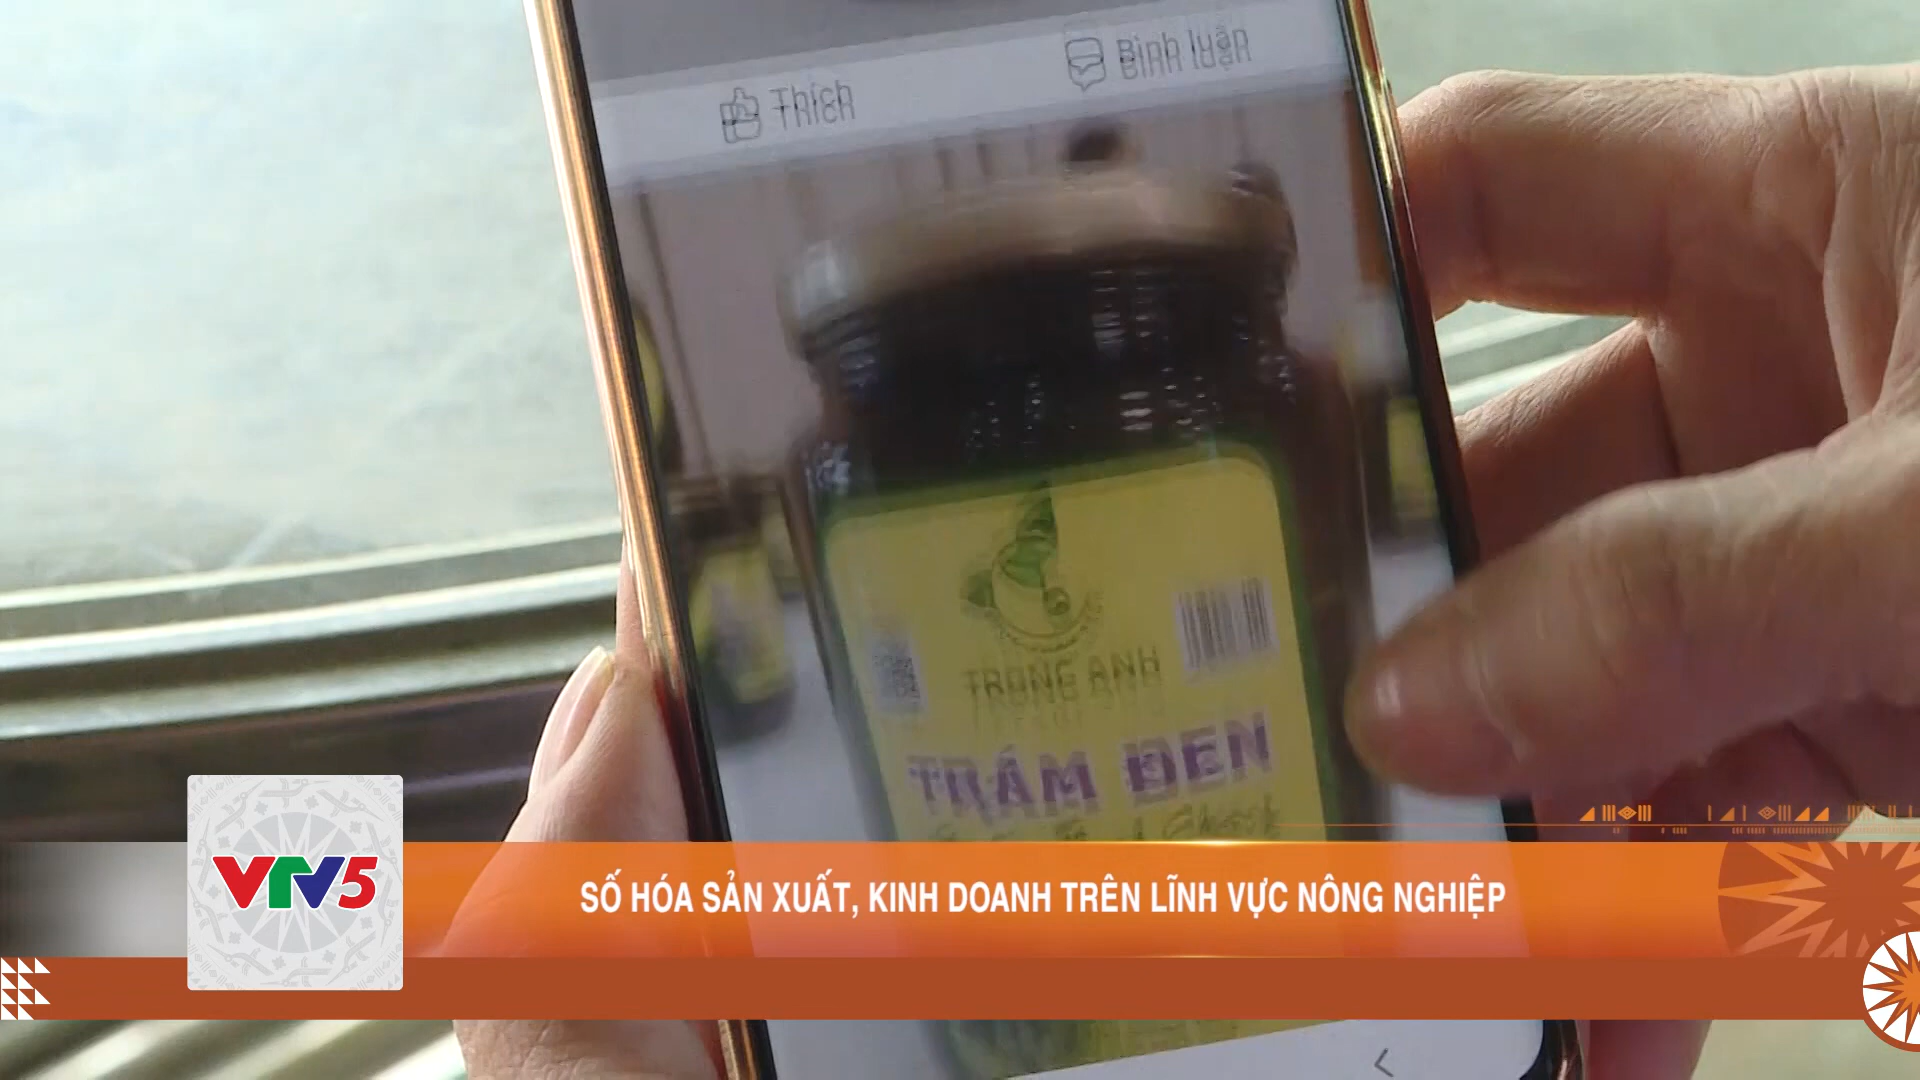 Thích
Bình luận
TRỌNG ANH
TRÁM ĐEN
VTV5
SỐ HÓA SẢN XUẤT, KINH DOANH TRÊN LĨNH VỰC NÔNG NGHIỆP